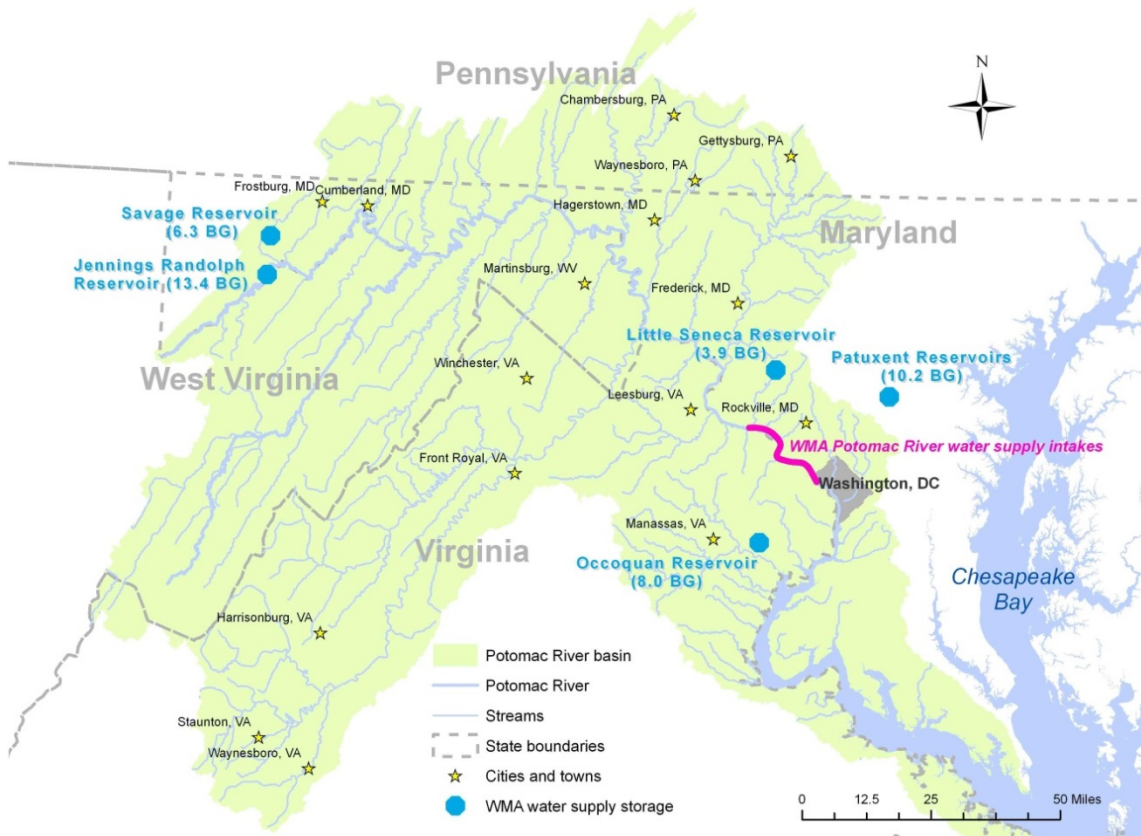 Pennsylvania
N
Chambersburg, PA
Gettysburg, PA
Waynesboro, PA
Frostburg, MD
Cumberland, MD
Savage Reservoir
(6.3 BG)
Hagerstown, MD
Maryland
Jennings Randolph
Reservoir (13.4 BG)
Martinsburg, WV
Frederick, MD
Little Seneca Reservoir
(3.9 BG)
Patuxent Reservoirs
(10.2 BG)
West Virginia
Winchester, VA
Leesburg, VA
Rockville, MD
WMA Potomac River water supply intakes
Front Royal, VA
Washington, DC
Manassas, VA
Virginia
Occoquan Reservoir
(8.0 BG)
Chesapeake
Bay
Harrisonburg, VA
Staunton, VA
Waynesboro, VA
Potomac River basin
Potomac River
Streams
State boundaries
Cities and towns
WMA water supply storage
0 12.5 25 50 Miles